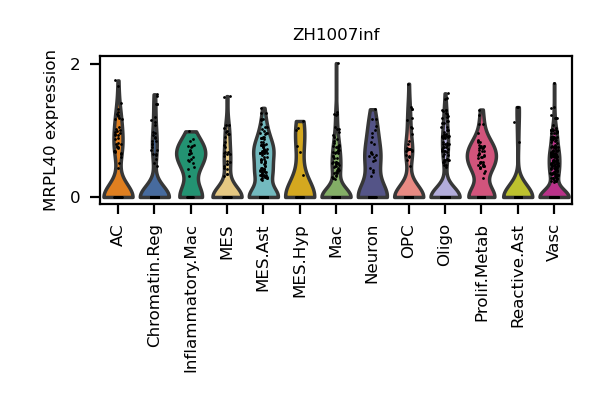 ZH1007inf
MRPL40 expression
2
0
AC
Chromatin.Reg
Inflammatory.Mac
MES
MES.Ast
MES.Hyp
Mac
Neuron
OPC
Oligo
Prolif.Metab
Reactive.Ast
Vasc